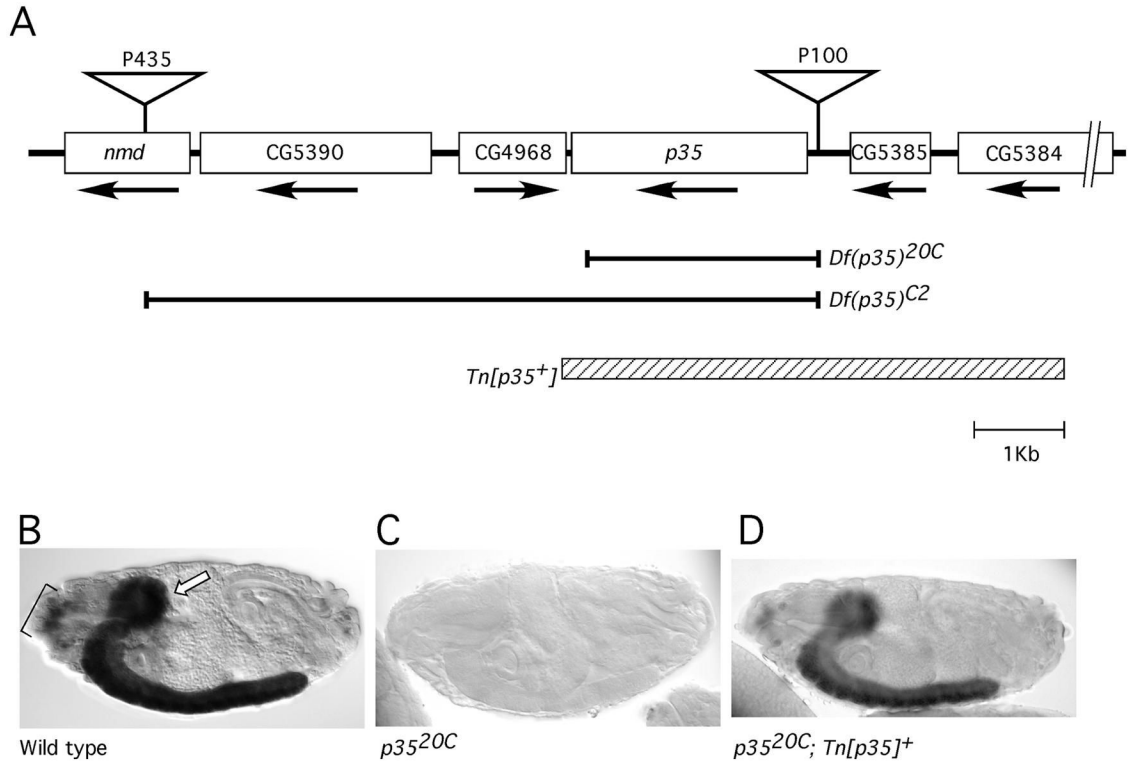 A
P435
P100
nmd
CG5390
CG4968
p35
CG5385
CG5384
Df(p35)20C
Df(p35)C2
Tn[p35+]
1Kb
B
C
D
Wild type
p3520C
p3520C; Tn[p35]+